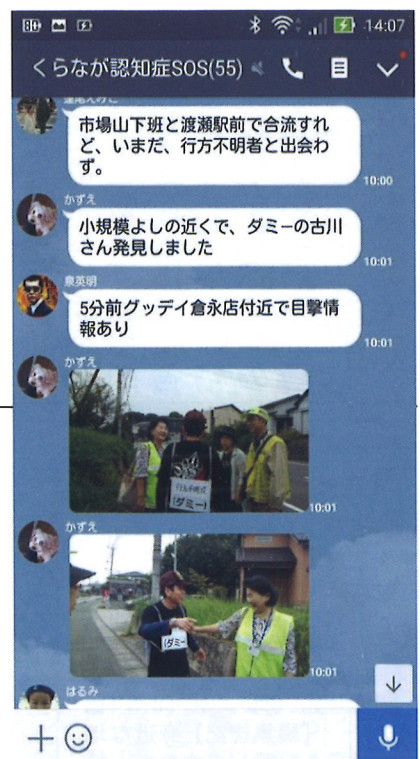 80
14:07
くらなが認知症SOS(55)
市場山下班と渡瀬駅前で合流すれ
ど、いまだ、行方不明者と出会わ
ず。
10:00
かずえ
小規模よしの近くで、ダミーの古川
さん発見しました
10:01
泉英明
5分前グッデイ倉永店付近で目撃情
報あり
10:01
かずえ
(ダミー)
10:01
かずえ
(ダミー
10:01
はるみ